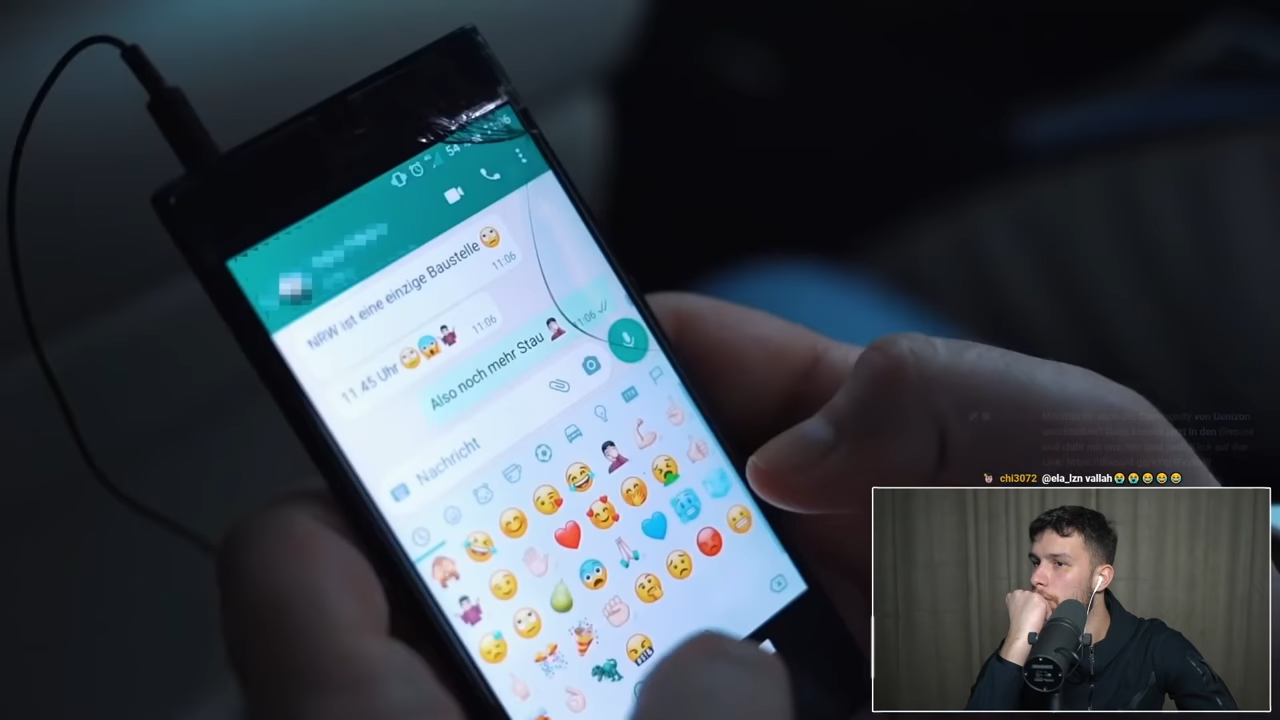 54
NRW ist eine einzige Baustelle 🙄
11:06
11 45 Uhr 🙄😱🤷🏻‍♂️
11:06
Also noch mehr Stau 🤦🏻‍♂️
11:06
Nachricht
chi3072 @ela_lzn vallah😭😭😂😂😂